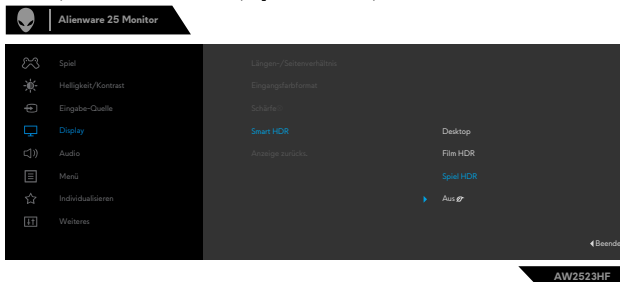 Alienware 25 Monitor
Spiel
Längen-/Seitenverhältnis
Helligkeit/Kontrast
Eingangsfarbformat
Eingabe-Quelle
Schärfe
Display
Smart HDR
Desktop
Audio
Anzeige zurücks.
Film HDR
Menü
Spiel HDR
Individualisieren
Aus
Weiteres
Beende
AW2523HF